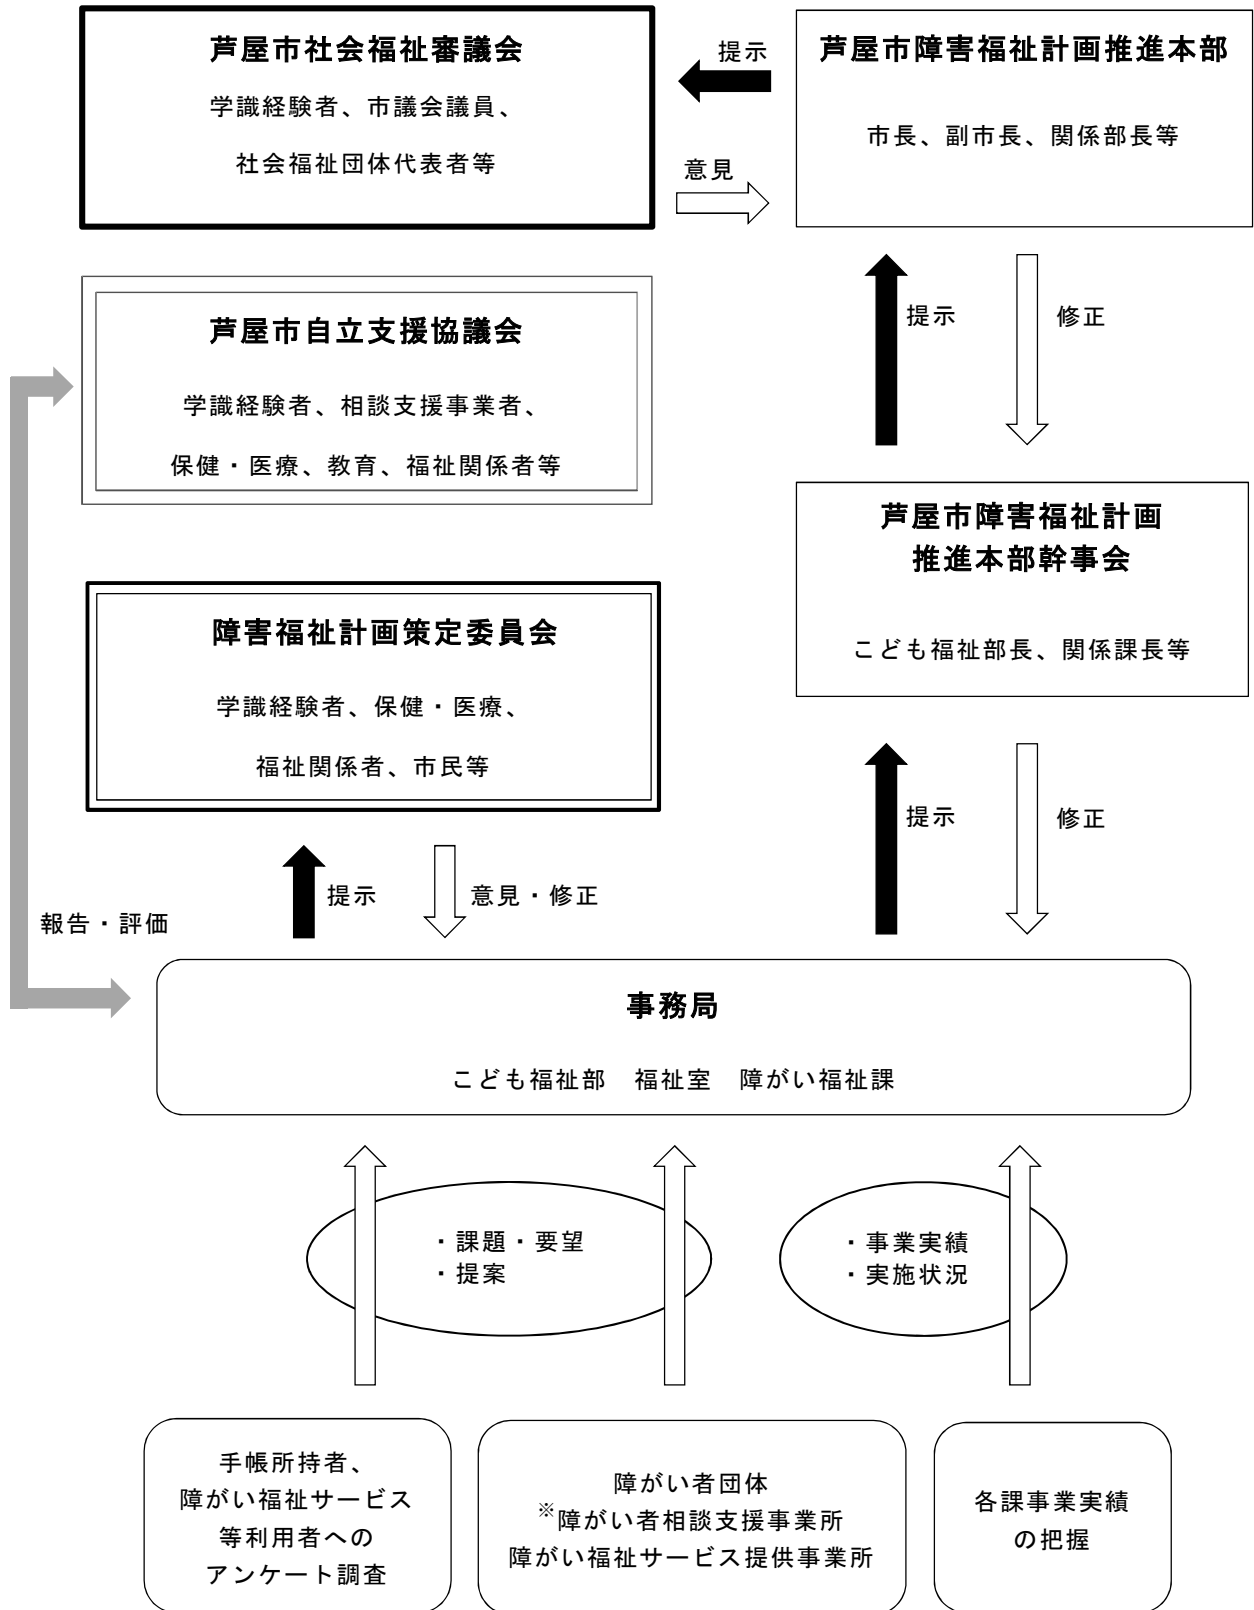 芦屋市社会福祉審議会
学識経験者、市議会議員、
社会福祉団体代表者等
提示
意見
芦屋市障害福祉計画推進本部
市長、副市長、関係部長等
提示
修正
芦屋市自立支援協議会
学識経験者、相談支援事業者、
保健・医療、教育、福祉関係者等
芦屋市障害福祉計画
推進本部幹事会
こども福祉部長、関係課長等
障害福祉計画策定委員会
学識経験者、保健・医療、
福祉関係者、市民等
提示
修正
提示
意見・修正
報告・評価
事務局
こども福祉部　福祉室　障がい福祉課
・課題・要望
・提案
・事業実績
・実施状況
手帳所持者、
障がい福祉サービス
等利用者への
アンケート調査
障がい者団体
※障がい者相談支援事業所
障がい福祉サービス提供事業所
各課事業実績
の把握